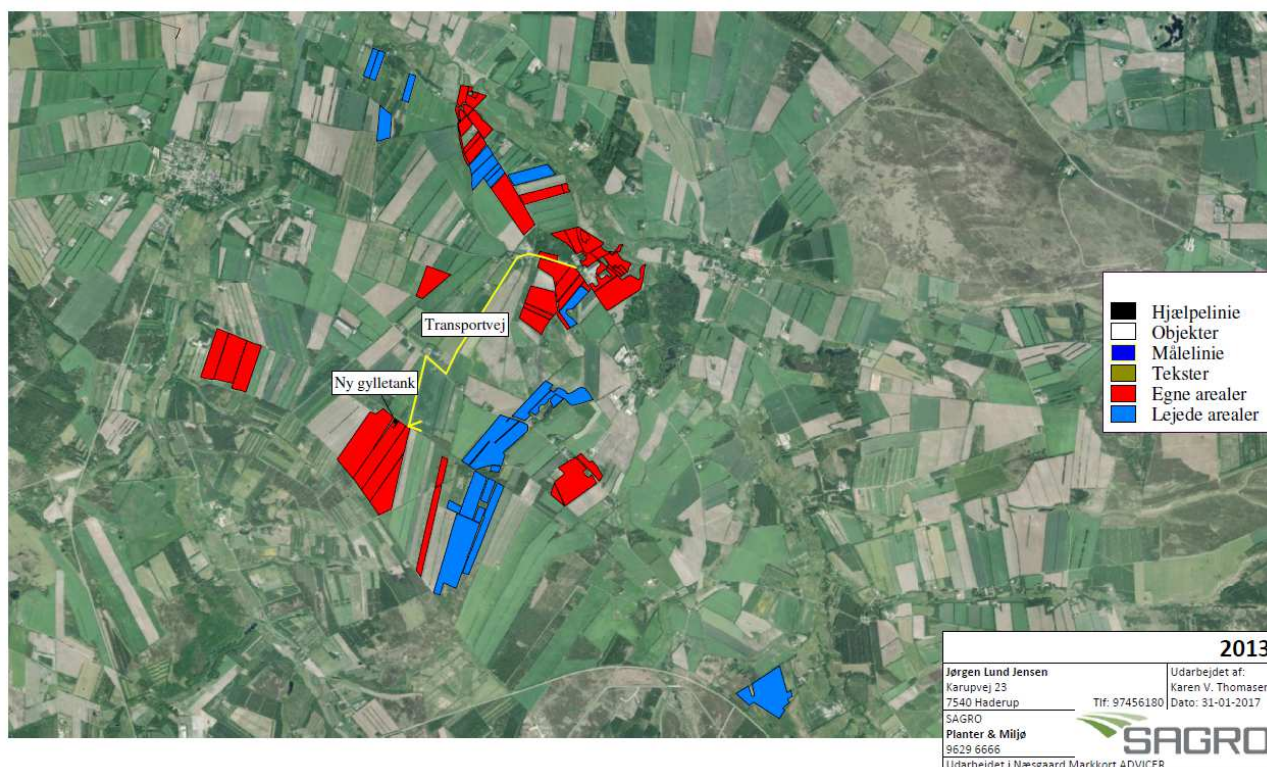 Transportvej
Ny gylletank
Hjælpelinie
Objekter
Målelinie
Tekster
Egne arealer
Lejede arealer
2013
Jørgen Lund Jensen
Karupvej 23
7540 Haderup
Tlf: 97456180
Udarbejdet af:
Karen V. Thomasen
Dato: 31-01-2017
SAGRO
Planter & Miljø
9629 6666
SAGRO
Udarbejdet i Næsgaard Markkort ADVICER